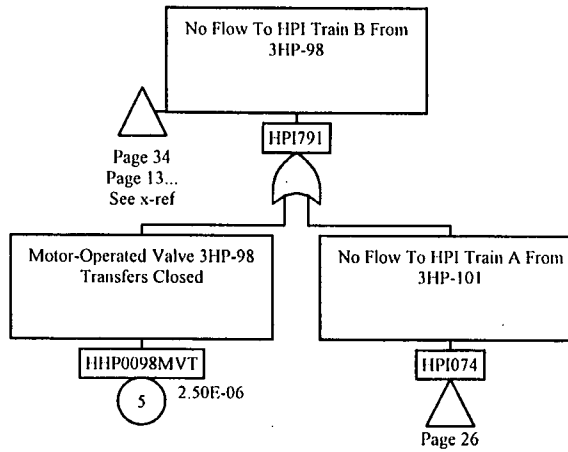 No Flow To HPI Train B From
3HP-98
HPI791
Page 34
Page 13...
See x-ref
Motor-Operated Valve 3HP-98
Transfers Closed
HHP0098MVT
5
2.50E-06
No Flow To HPI Train A From
3HP-101
HPI074
Page 26